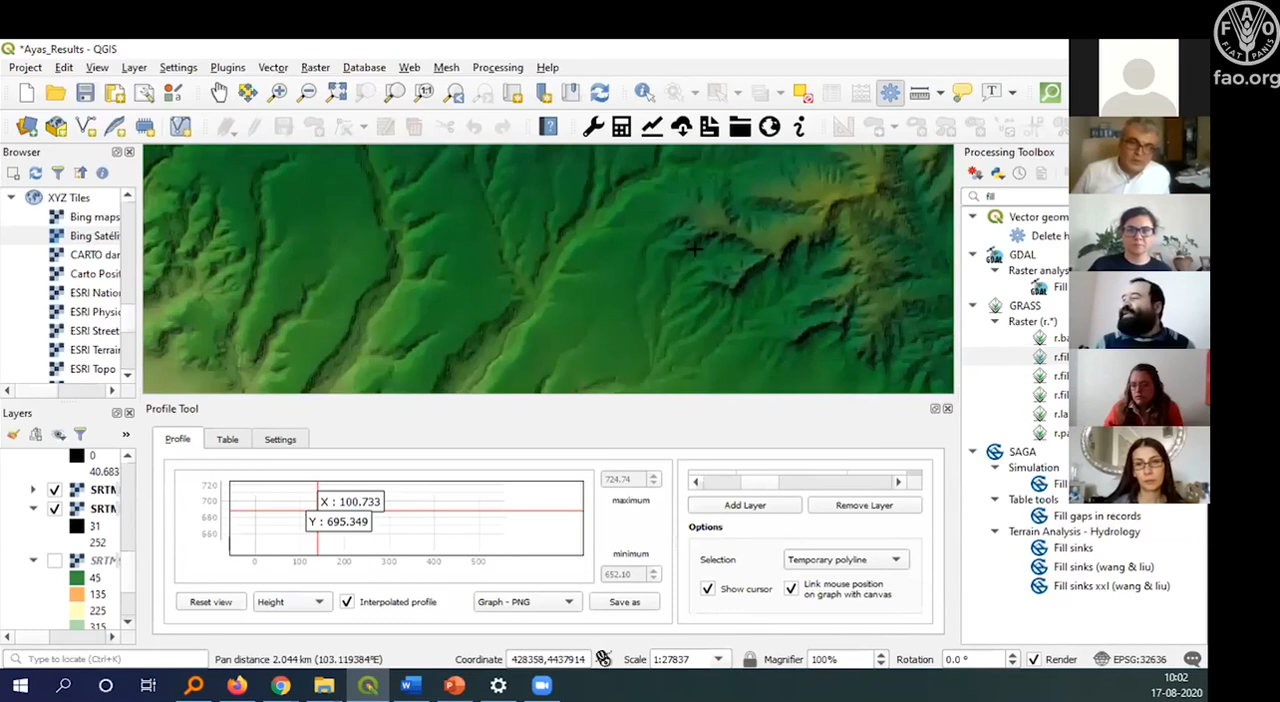 *Ayas_Results - QGIS
Project Edit View Layer Settings Plugins Vector Raster Database Web Mesh Processing Help
FAO
FIAT PANIS
fao.org
Browser
XYZ Tiles
Bing maps
Bing Satéli
CARTO dar
Carto Posit
ESRI Nation
ESRI Physic
ESRI Street
ESRI Terrain
ESRI Topo
Layers
0
40.683
SRTM
SRTM
31
252
SRTM
45
135
225
315
Profile Tool
Profile Table Settings
720
700
680
660
0 100 200 300 400 500
X : 100.733
Y : 695.349
724.74
maximum
minimum
652.10
Reset view Height Interpolated profile Graph - PNG Save as
Add Layer Remove Layer
Options
Selection Temporary polyline
Show cursor Link mouse position on graph with canvas
Processing Toolbox
fill
Vector geom
Delete h
GDAL
Raster analys
Fill
GRASS
Raster (r.*)
r.ba
r.fil
r.fil
r.fil
r.la
r.pa
SAGA
Simulation
Fill
Table tools
Fill gaps in records
Terrain Analysis - Hydrology
Fill sinks
Fill sinks (wang & liu)
Fill sinks xxl (wang & liu)
Type to locate (Ctrl+K) Pan distance 2.044 km (103.119384°E) Coordinate 428358,4437914 Scale 1:27837 Magnifier 100% Rotation 0.0 ° Render EPSG:32636
10:02
17-08-2020